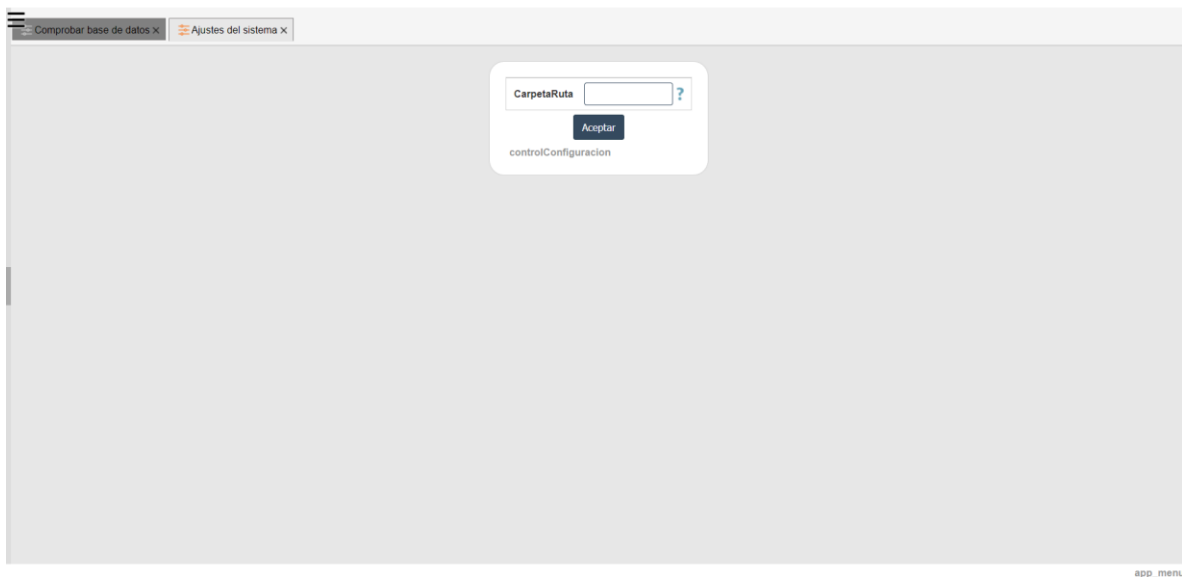 Comprobar base de datos x Ajustes del sistema x
CarpetaRuta ?
Aceptar
controlConfiguracion
app_menu